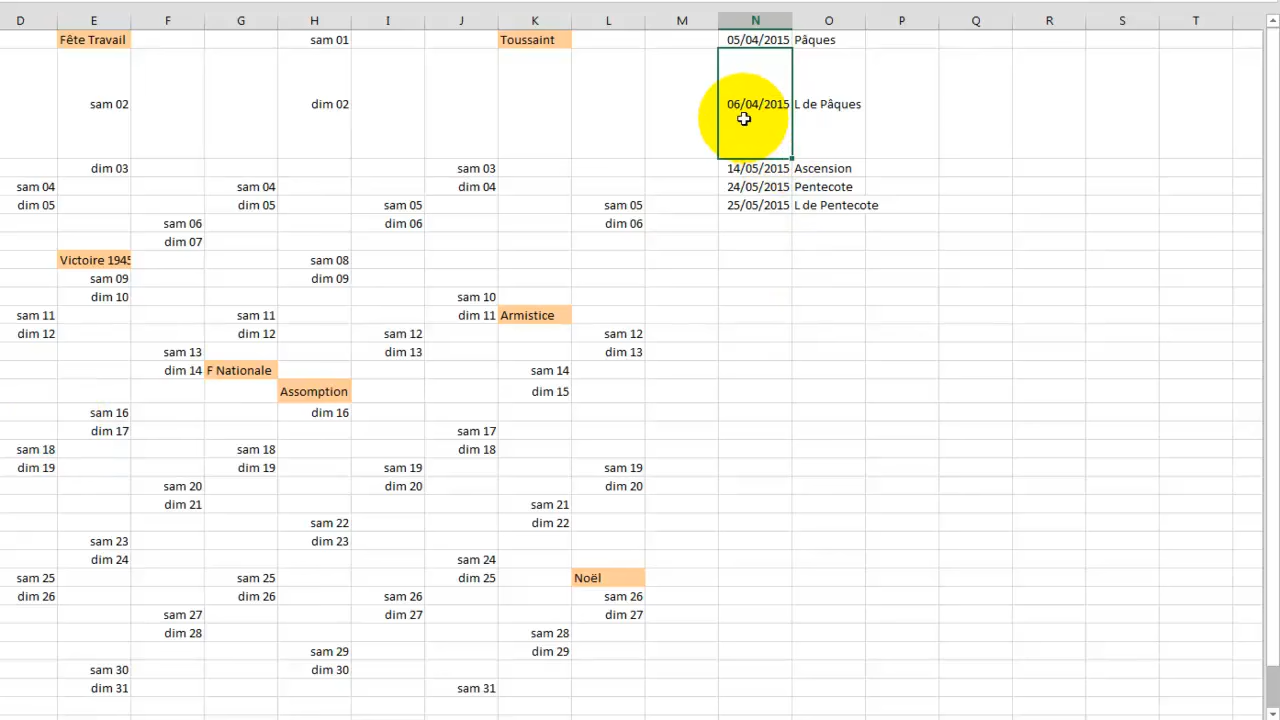 D E F G H I J K L M N O P Q R S T
Fête Travail sam 01 Toussaint 05/04/2015 Pâques
sam 02 dim 02 06/04/2015 L de Pâques
dim 03 sam 03 14/05/2015 Ascension
sam 04 sam 04 dim 04 24/05/2015 Pentecote
dim 05 dim 05 sam 05 sam 05 25/05/2015 L de Pentecote
sam 06 dim 06 dim 06
dim 07
Victoire 1945 sam 08
sam 09 dim 09
dim 10 sam 10
sam 11 sam 11 dim 11 Armistice
dim 12 dim 12 sam 12 sam 12
sam 13 dim 13 dim 13
dim 14 F Nationale sam 14
Assomption dim 15
sam 16 dim 16
dim 17 sam 17
sam 18 sam 18 dim 18
dim 19 dim 19 sam 19 sam 19
sam 20 dim 20 dim 20
dim 21 sam 21
sam 22 dim 22
sam 23 dim 23
dim 24 sam 24
sam 25 sam 25 dim 25 Noël
dim 26 dim 26 sam 26 sam 26
sam 27 dim 27 dim 27
dim 28 sam 28
sam 29 dim 29
sam 30 dim 30
dim 31 sam 31